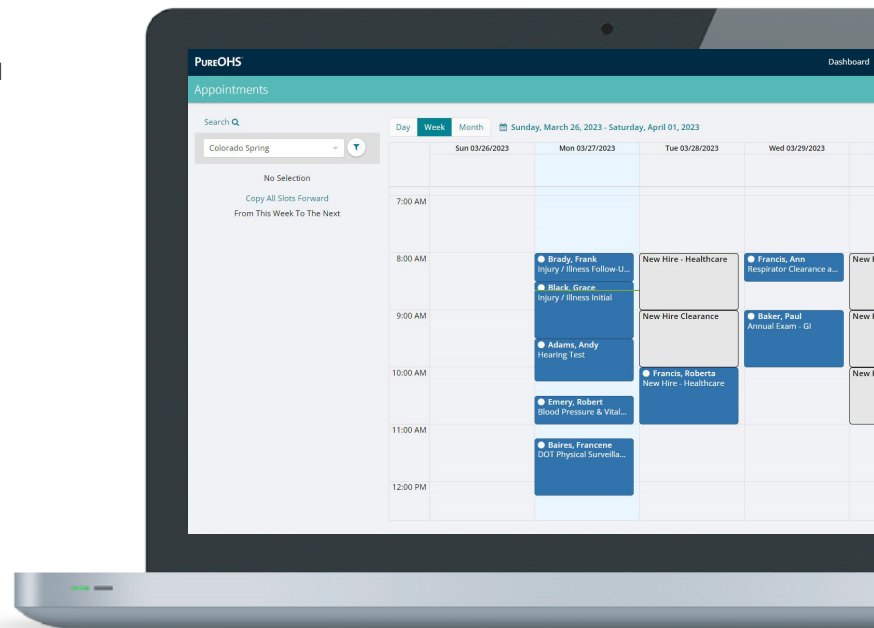 PUREOHS
Dashboard
Appointments
Search
Colorado Spring
No Selection
Copy All Slots Forward
From This Week To The Next
Day Week Month Sunday, March 26, 2023 - Saturday, April 01, 2023
Sun 03/26/2023 Mon 03/27/2023 Tue 03/28/2023 Wed 03/29/2023
7:00 AM
8:00 AM
Brady, Frank
Injury / Illness Follow-U...
Black, Grace
Injury / Illness Initial
New Hire - Healthcare
Francis, Ann
Respirator Clearance a...
New
9:00 AM
New Hire Clearance
Baker, Paul
Annual Exam - GI
New
Adams, Andy
Hearing Test
10:00 AM
Francis, Roberta
New Hire - Healthcare
New
Emery, Robert
Blood Pressure & Vital...
11:00 AM
Baires, Francene
DOT Physical Surveilla...
12:00 PM